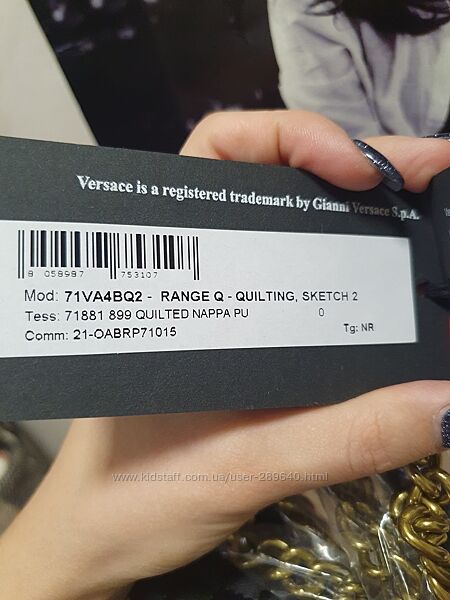 Versace is a registered trademark by Gianni Versace S.p.A.
8 058987 753107
Mod: 71VA4BQ2 - RANGE Q - QUILTING, SKETCH 2
Tess: 71881 899 QUILTED NAPPA PU 0
Comm: 21-OABRP71015 Tg: NR
www.kidstaff.com.ua/user-289640.html